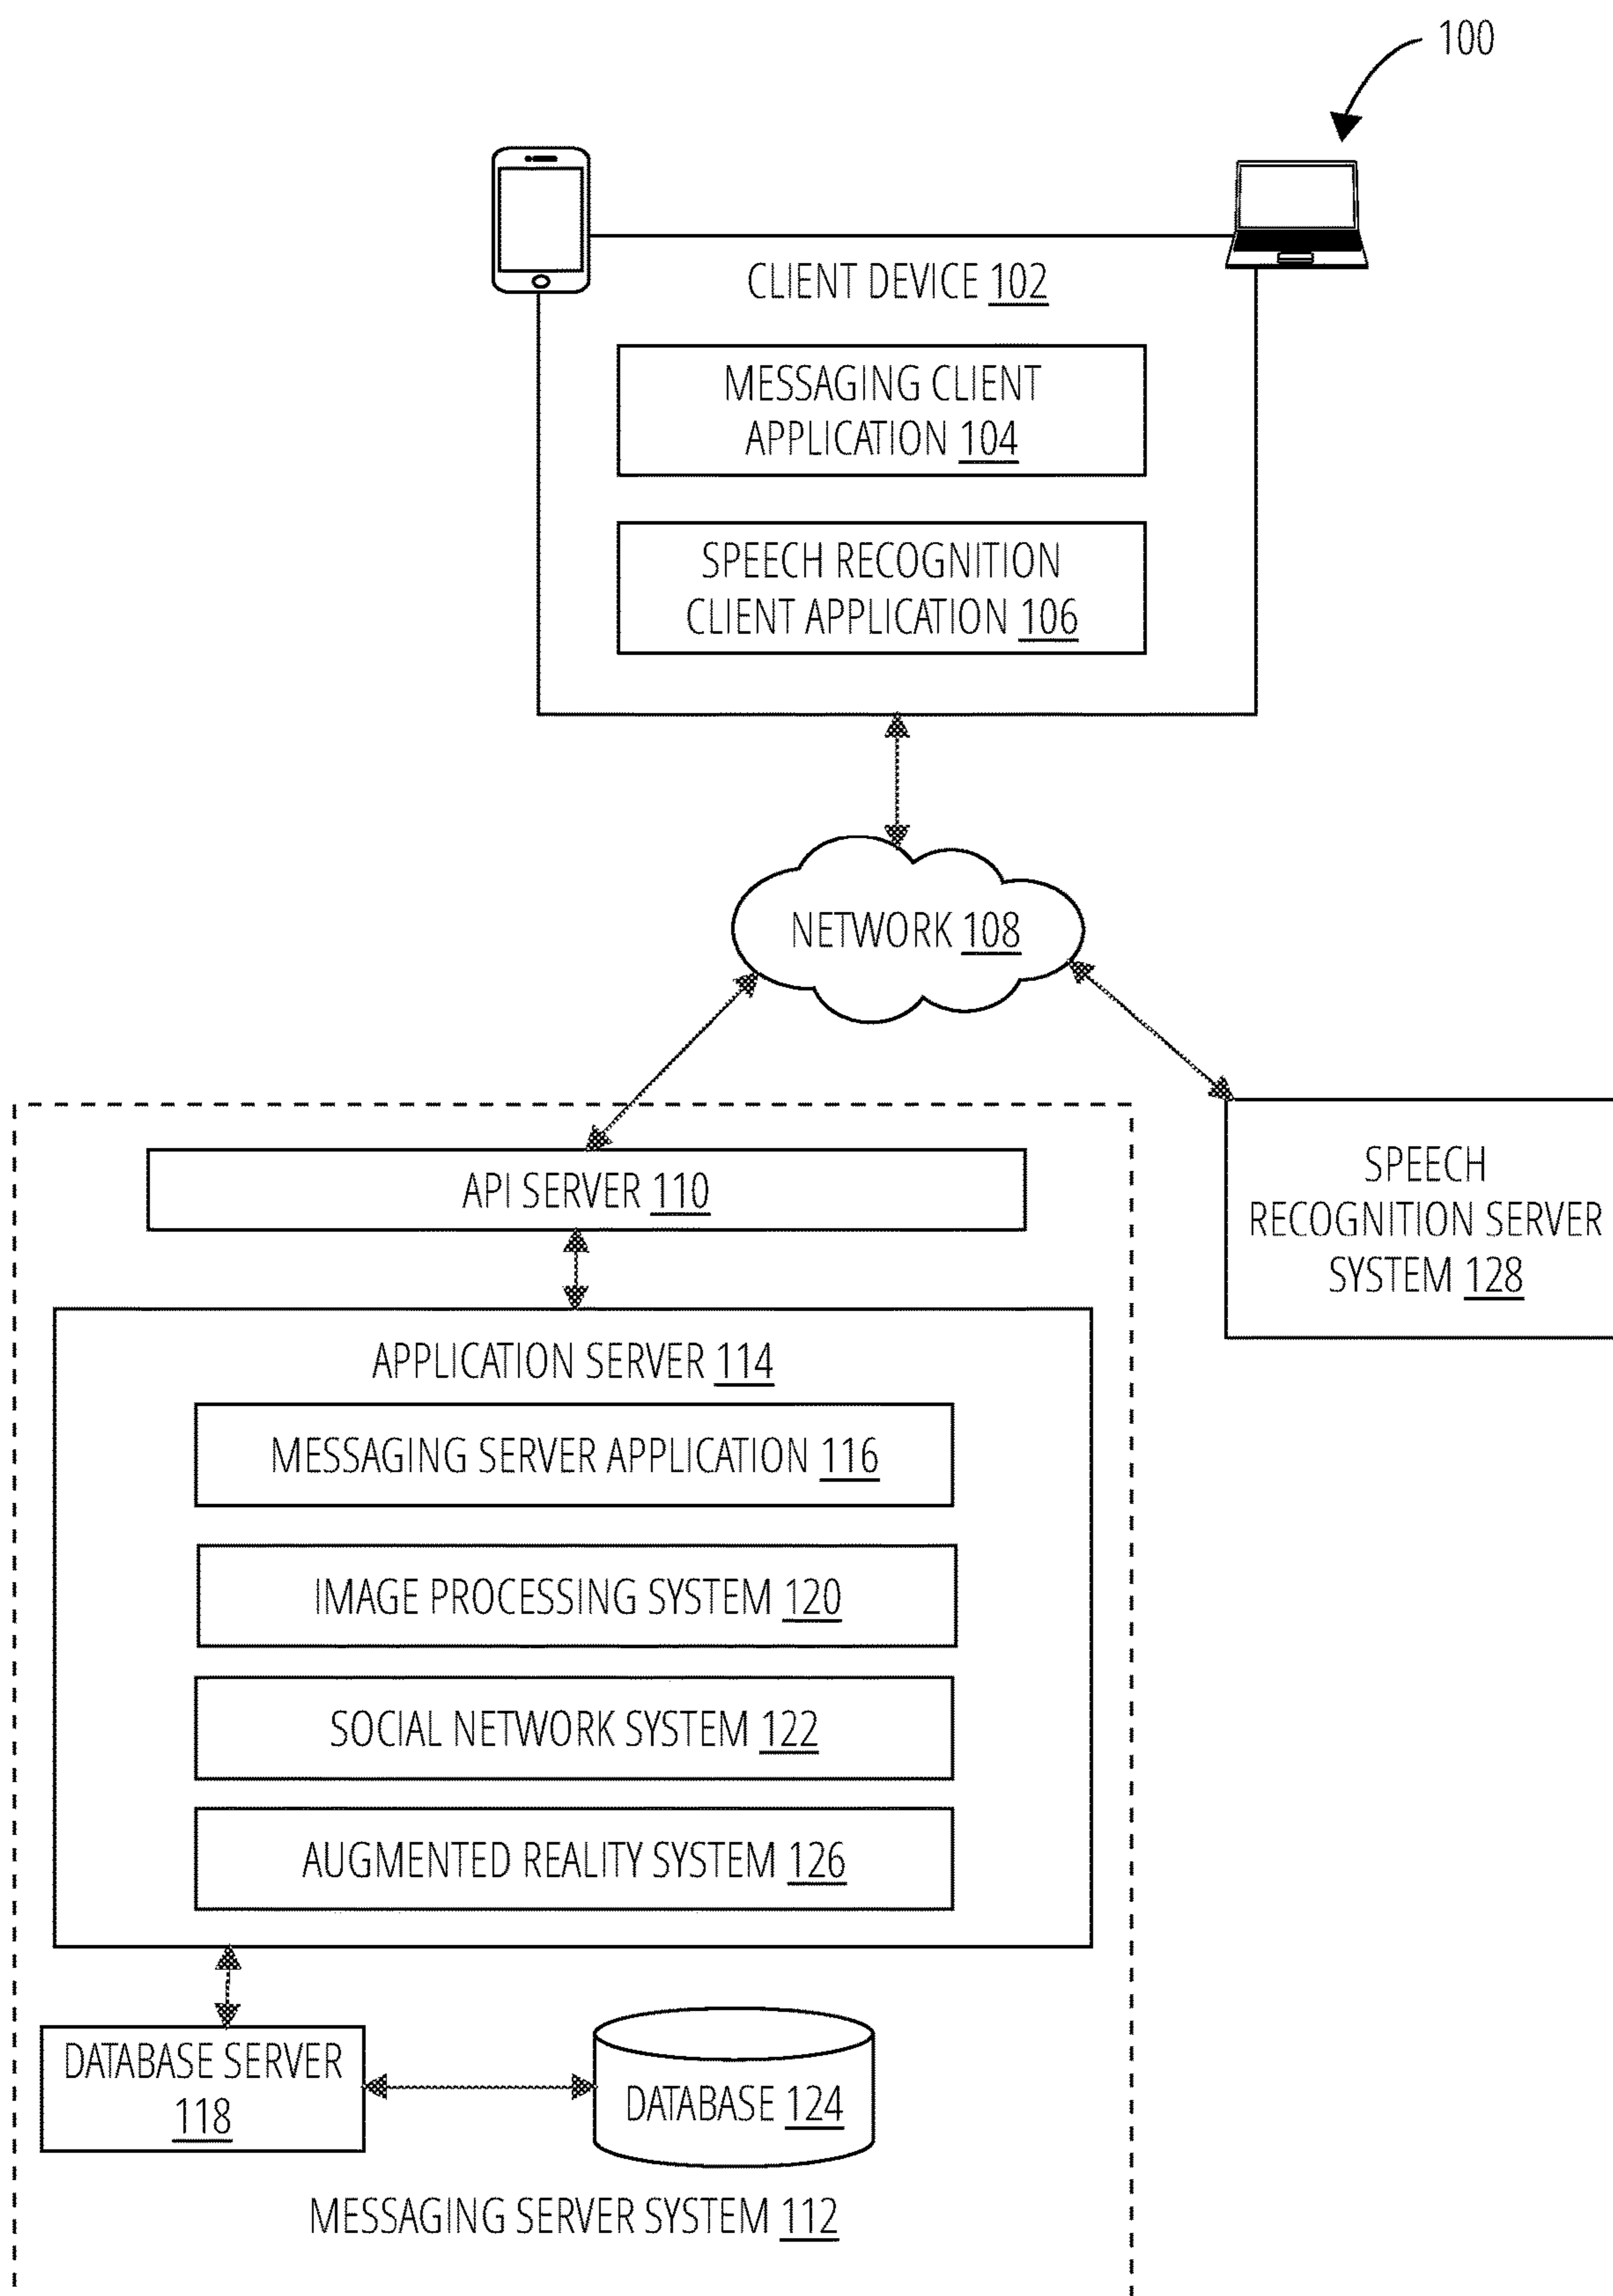 100
CLIENT DEVICE 102
MESSAGING CLIENT
APPLICATION 104
SPEECH RECOGNITION
CLIENT APPLICATION 106
NETWORK 108
API SERVER 110
SPEECH
RECOGNITION SERVER
SYSTEM 128
APPLICATION SERVER 114
MESSAGING SERVER APPLICATION 116
IMAGE PROCESSING SYSTEM 120
SOCIAL NETWORK SYSTEM 122
AUGMENTED REALITY SYSTEM 126
DATABASE SERVER
118
DATABASE 124
MESSAGING SERVER SYSTEM 112